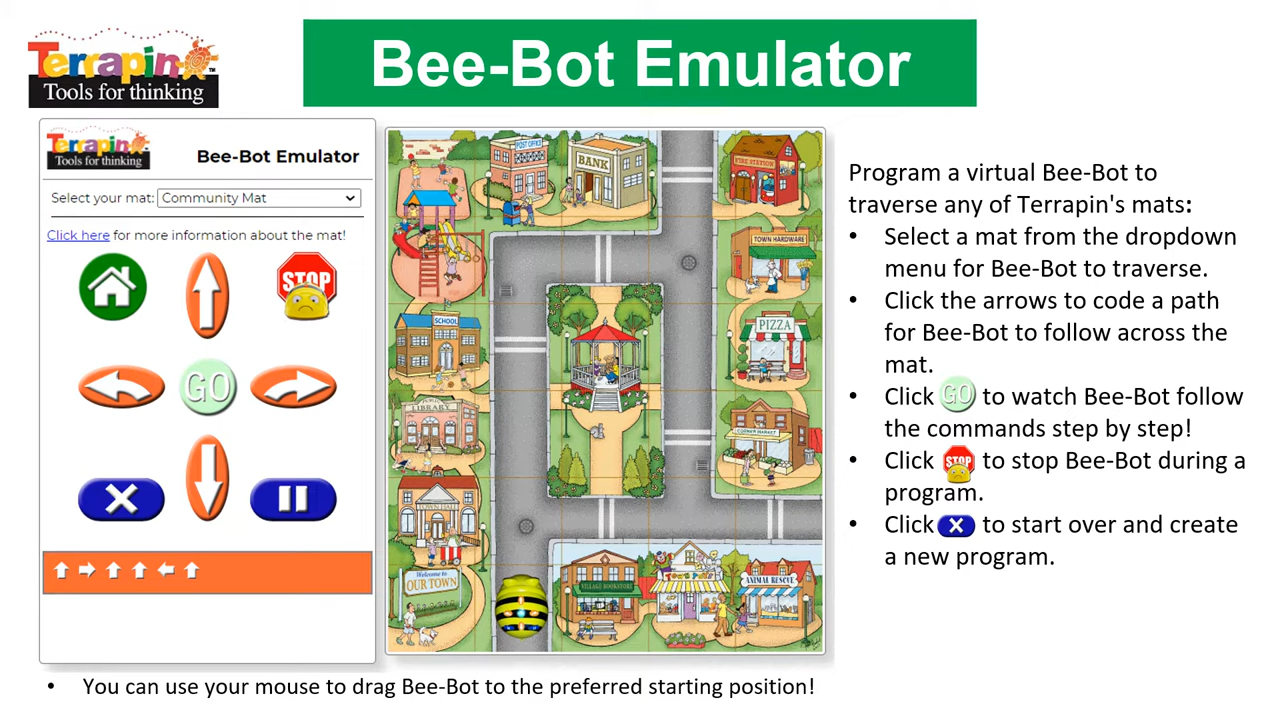 Terrapin™
Tools for thinking
Bee-Bot Emulator
Terrapin
Tools for thinking
Bee-Bot Emulator
Select your mat: Community Mat
Click here for more information about the mat!
STOP
GO
POST OFFICE
BANK
FIRE STATION
TOWN HARDWARE
SCHOOL
PIZZA
LIBRARY
CORNER MARKET
TOWN HALL
Welcome to
OUR TOWN
VILLAGE BOOKSTORE
ANIMAL RESCUE
Program a virtual Bee-Bot to
traverse any of Terrapin's mats:
• Select a mat from the dropdown
menu for Bee-Bot to traverse.
• Click the arrows to code a path
for Bee-Bot to follow across the
mat.
• Click GO to watch Bee-Bot follow
the commands step by step!
• Click STOP to stop Bee-Bot during a
program.
• Click X to start over and create
a new program.
• You can use your mouse to drag Bee-Bot to the preferred starting position!